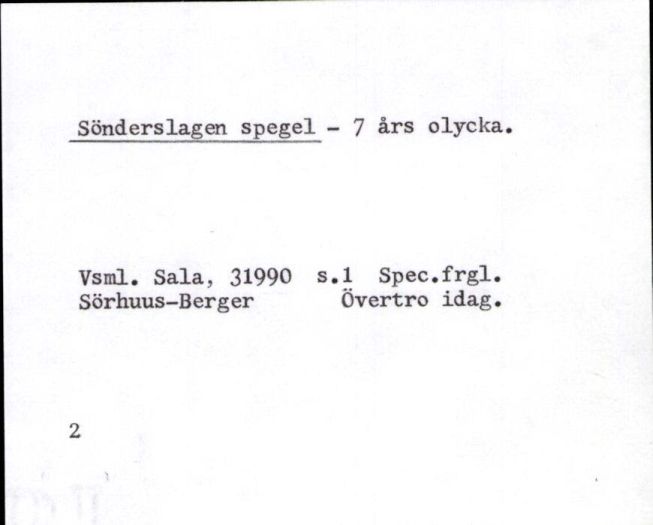 Sönderslagen spegel - 7 års olycka.
Vsml. Sala, 31990 s.1 Spec.frgl.
Sörhuus-Berger Övertro idag.
2